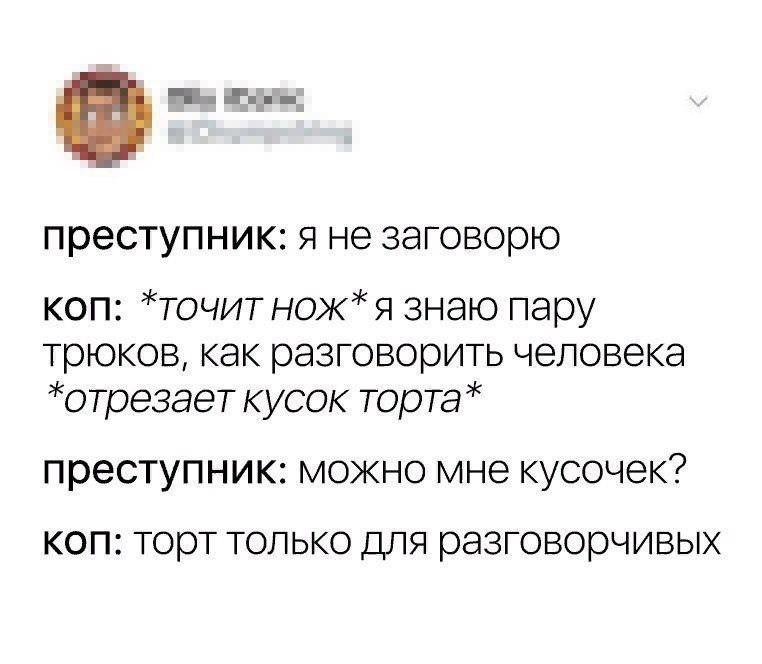 преступник: я не заговорю
коп: *точит нож* я знаю пару
трюков, как разговорить человека
*отрезает кусок торта*
преступник: можно мне кусочек?
коп: торт только для разговорчивых